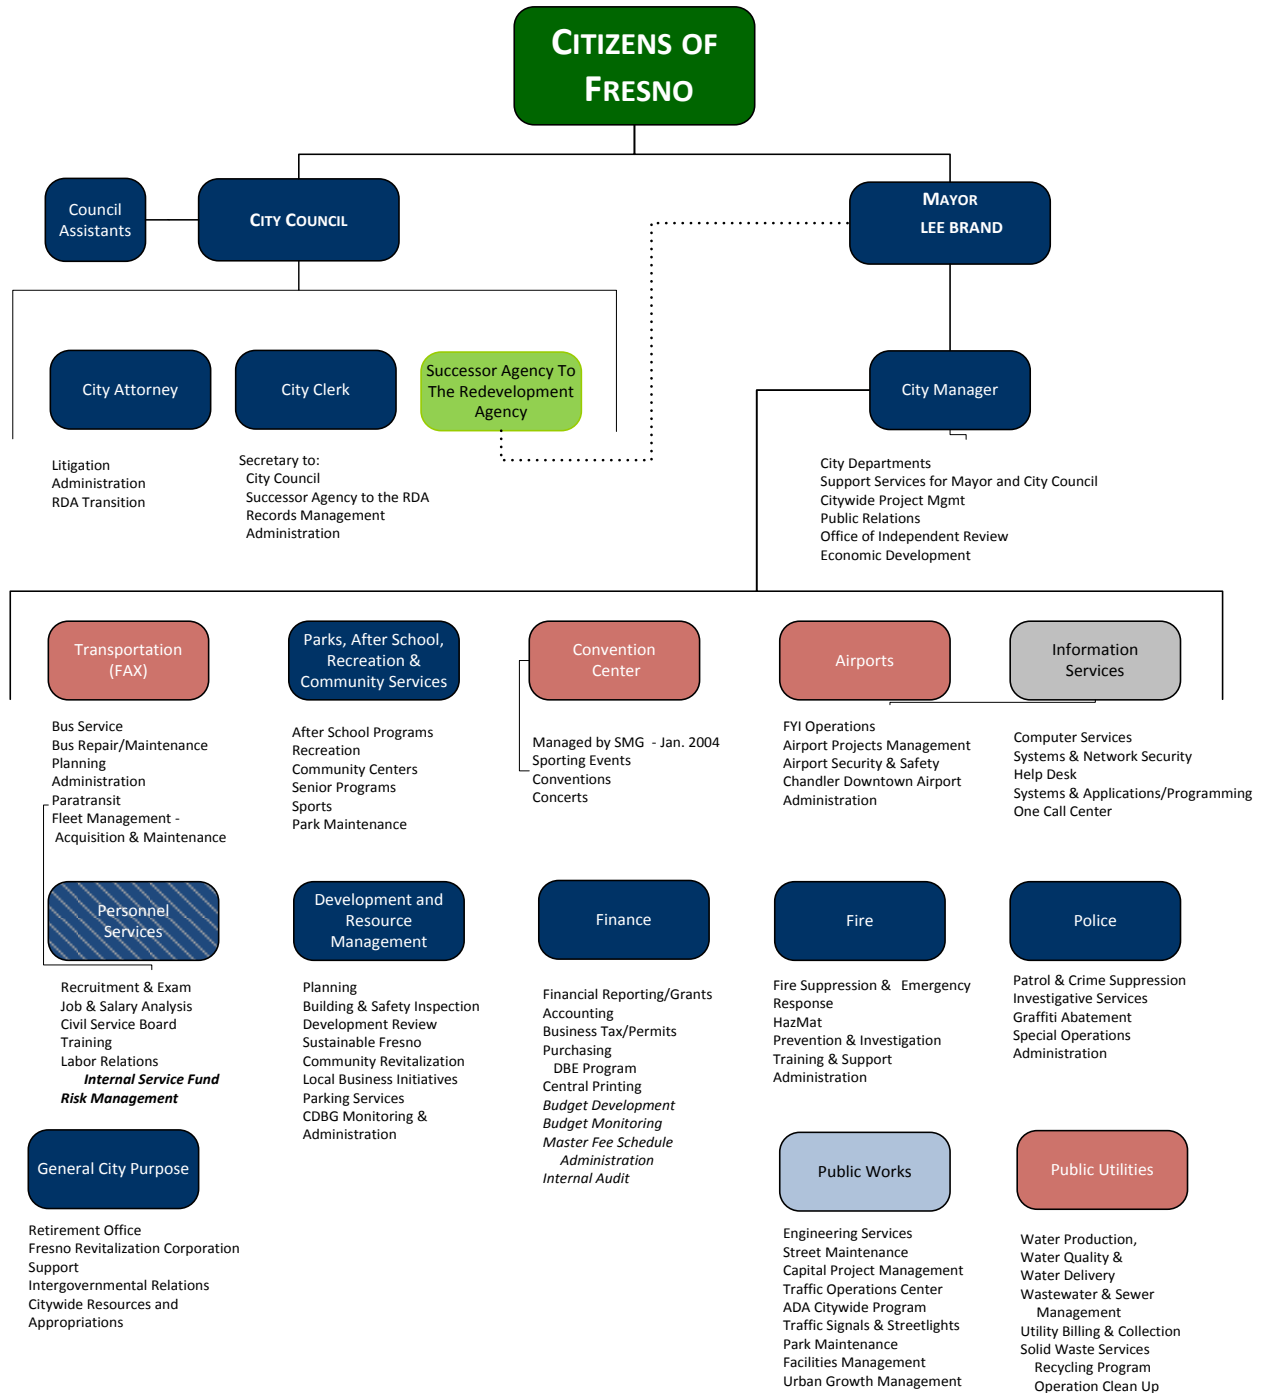 CITIZENS OF
FRESNO
Council
Assistants
CITY COUNCIL
MAYOR
LEE BRAND
City Attorney
City Clerk
Successor Agency To
The Redevelopment
Agency
City Manager
Litigation
Administration
RDA Transition
Secretary to:
City Council
Successor Agency to the RDA
Records Management
Administration
City Departments
Support Services for Mayor and City Council
Citywide Project Mgmt
Public Relations
Office of Independent Review
Economic Development
Transportation
(FAX)
Parks, After School,
Recreation &
Community Services
Convention
Center
Airports
Information
Services
Bus Service
Bus Repair/Maintenance
Planning
Administration
Paratransit
Fleet Management -
Acquisition & Maintenance
After School Programs
Recreation
Community Centers
Senior Programs
Sports
Park Maintenance
Managed by SMG - Jan. 2004
Sporting Events
Conventions
Concerts
FYI Operations
Airport Projects Management
Airport Security & Safety
Chandler Downtown Airport
Administration
Computer Services
Systems & Network Security
Help Desk
Systems & Applications/Programming
One Call Center
Personnel
Services
Development and
Resource
Management
Finance
Fire
Police
Recruitment & Exam
Job & Salary Analysis
Civil Service Board
Training
Labor Relations
Internal Service Fund
Risk Management
Planning
Building & Safety Inspection
Development Review
Sustainable Fresno
Community Revitalization
Local Business Initiatives
Parking Services
CDBG Monitoring &
Administration
Financial Reporting/Grants
Accounting
Business Tax/Permits
Purchasing
DBE Program
Central Printing
Budget Development
Budget Monitoring
Master Fee Schedule
Administration
Internal Audit
Fire Suppression & Emergency
Response
HazMat
Prevention & Investigation
Training & Support
Administration
Patrol & Crime Suppression
Investigative Services
Graffiti Abatement
Special Operations
Administration
General City Purpose
Public Works
Public Utilities
Retirement Office
Fresno Revitalization Corporation
Support
Intergovernmental Relations
Citywide Resources and
Appropriations
Engineering Services
Street Maintenance
Capital Project Management
Traffic Operations Center
ADA Citywide Program
Traffic Signals & Streetlights
Park Maintenance
Facilities Management
Urban Growth Management
Water Production,
Water Quality &
Water Delivery
Wastewater & Sewer
Management
Utility Billing & Collection
Solid Waste Services
Recycling Program
Operation Clean Up